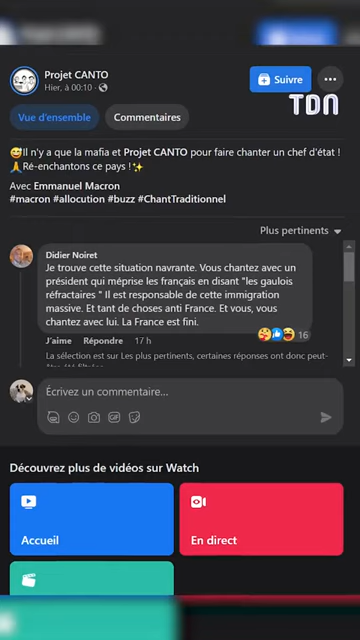 Projet CANTO
Hier, à 00:10 ·
Suivre
TDN
Vue d'ensemble
Commentaires
😅Il n'y a que la mafia et Projet CANTO pour faire chanter un chef d'état !
🙏 Ré-enchantons ce pays !✨
Avec Emmanuel Macron
#macron #allocution #buzz #ChantTraditionnel
Plus pertinents
Didier Noiret
Je trouve cette situation navrante. Vous chantez avec un
président qui méprise les français en disant "les gaulois
réfractaires " Il est responsable de cette immigration
massive. Et tant de choses anti France. Et vous, vous
chantez avec lui. La France est fini.
16
J'aime Répondre 17 h
La sélection est sur Les plus pertinents, certaines réponses ont donc peut-
Écrivez un commentaire...
GIF
Découvrez plus de vidéos sur Watch
Accueil
En direct